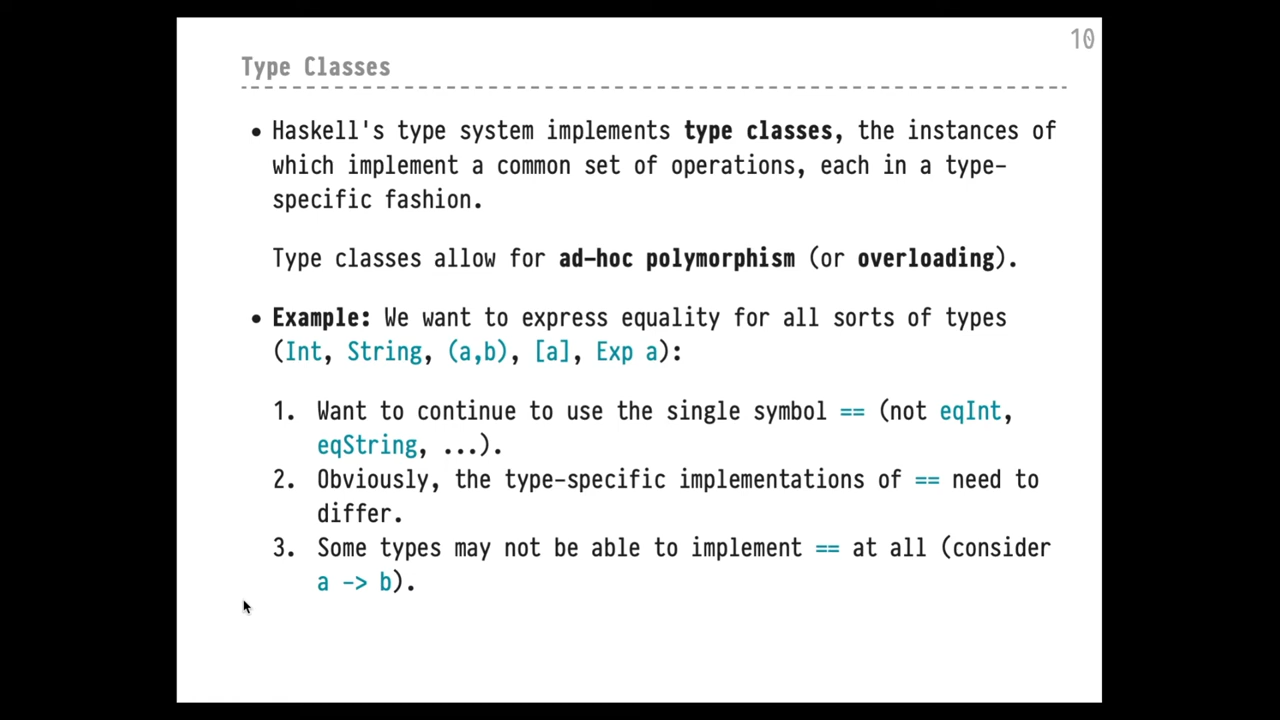 10
Type Classes
• Haskell's type system implements type classes, the instances of
which implement a common set of operations, each in a type-
specific fashion.
Type classes allow for ad-hoc polymorphism (or overloading).
• Example: We want to express equality for all sorts of types
(Int, String, (a,b), [a], Exp a):
1. Want to continue to use the single symbol == (not eqInt,
eqString, ...).
2. Obviously, the type-specific implementations of == need to
differ.
3. Some types may not be able to implement == at all (consider
a -> b).